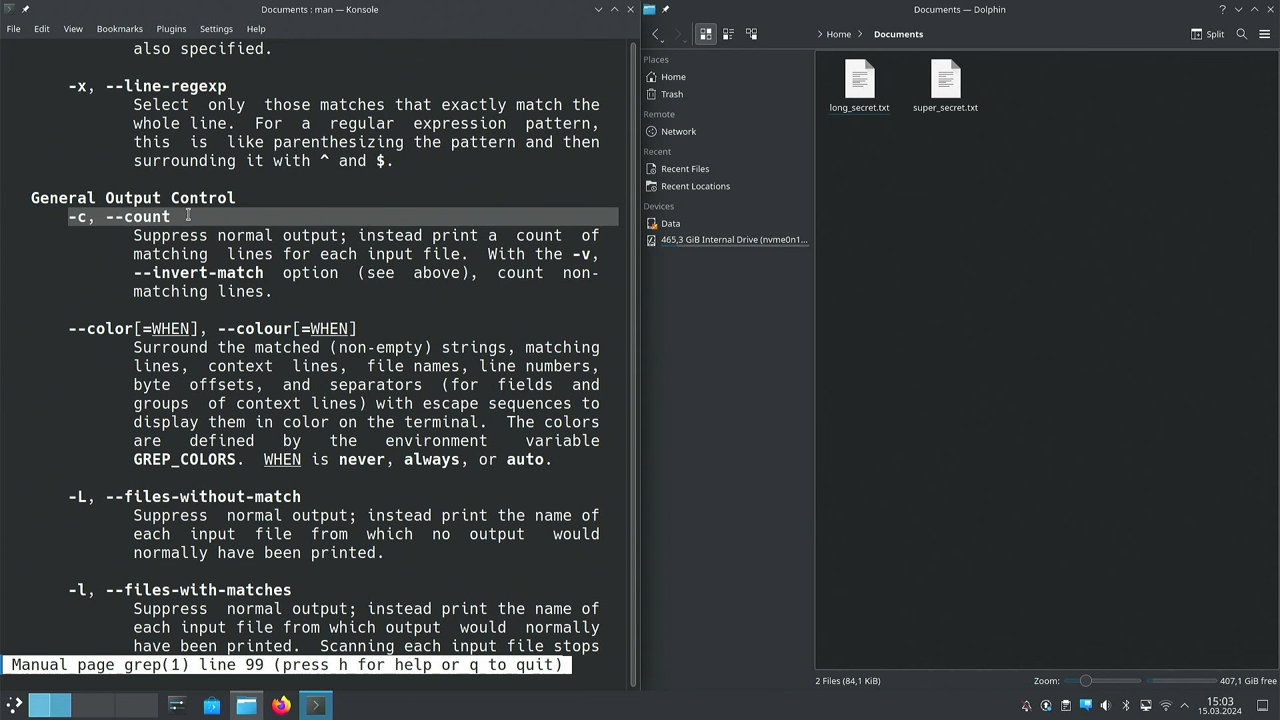 Documents : man — Konsole
File Edit View Bookmarks Plugins Settings Help
also specified.
-x, --line-regexp
Select only those matches that exactly match the
whole line. For a regular expression pattern,
this is like parenthesizing the pattern and then
surrounding it with ^ and $.
General Output Control
-c, --count
Suppress normal output; instead print a count of
matching lines for each input file. With the -v,
--invert-match option (see above), count non-
matching lines.
--color[=WHEN], --colour[=WHEN]
Surround the matched (non-empty) strings, matching
lines, context lines, file names, line numbers,
byte offsets, and separators (for fields and
groups of context lines) with escape sequences to
display them in color on the terminal. The colors
are defined by the environment variable
GREP_COLORS. WHEN is never, always, or auto.
-L, --files-without-match
Suppress normal output; instead print the name of
each input file from which no output would
normally have been printed.
-l, --files-with-matches
Suppress normal output; instead print the name of
each input file from which output would normally
have been printed. Scanning each input file stops
Manual page grep(1) line 99 (press h for help or q to quit)
Documents — Dolphin
Home Documents
Split
Places
Home
Trash
Remote
Network
Recent
Recent Files
Recent Locations
Devices
Data
465,3 GiB Internal Drive (nvme0n1...
long_secret.txt super_secret.txt
2 Files (84,1 KiB)
Zoom:
407,1 GiB free
15:03
15.03.2024